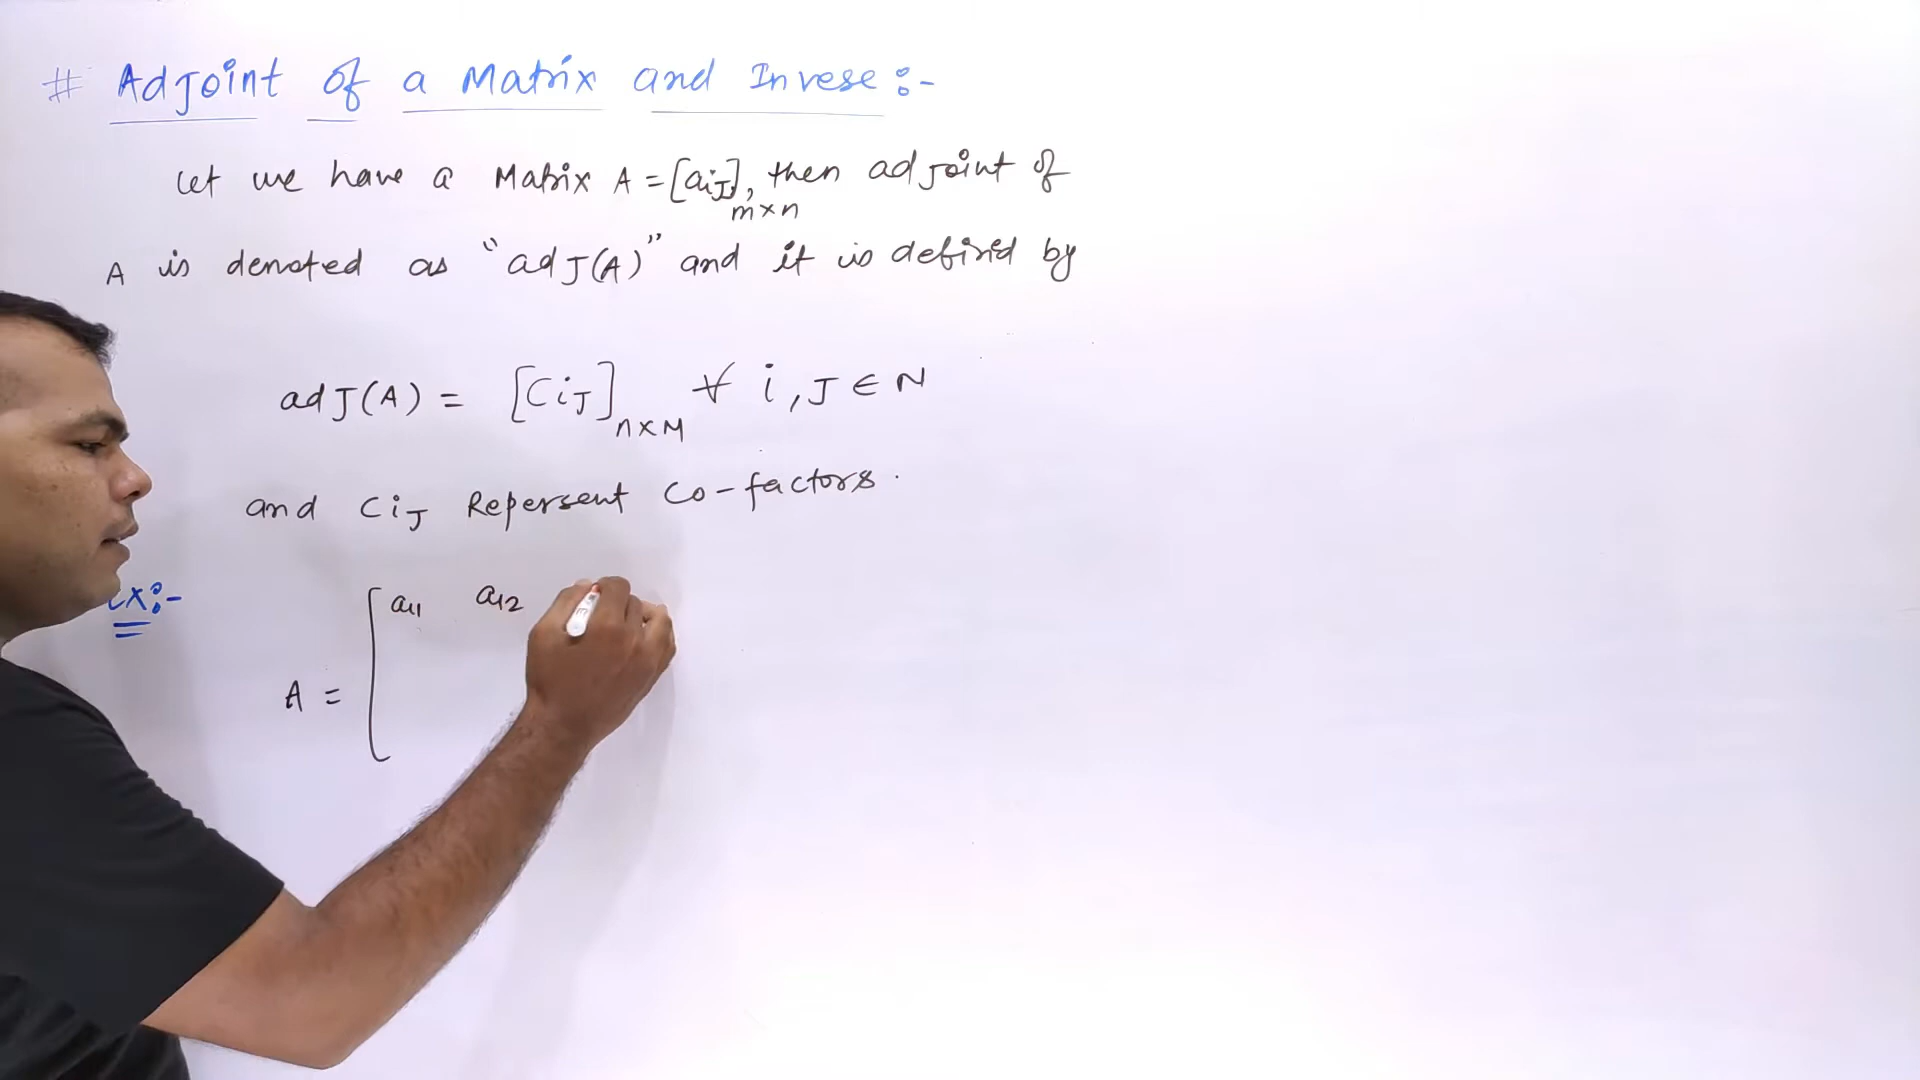 # Adjoint of a Matrix and Invese :-
Let we have a Matrix A = [aij]m×n, then adjoint of
A is denoted as "adJ(A)" and it is defined by
adJ(A) = [CiJ]n×M ∀ i, J ∈ N
and CiJ Repersent Co-factors.
Ex:-
A = [ a11 a12